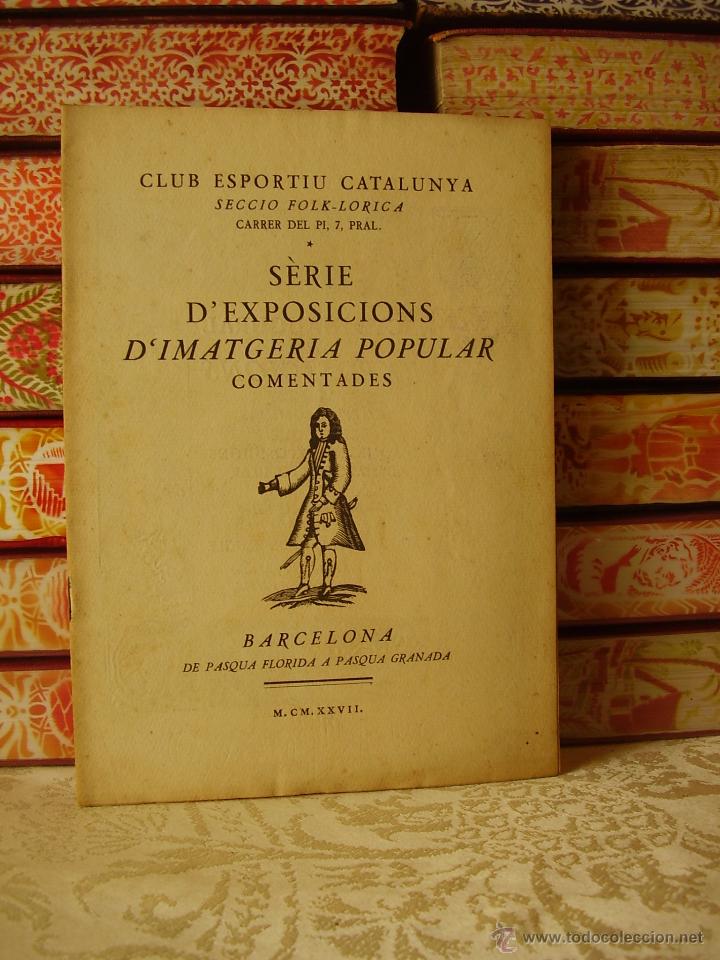 CLUB ESPORTIU CATALUNYA
SECCIO FOLK-LORICA
CARRER DEL PI, 7, PRAL.
SÈRIE
D'EXPOSICIONS
D'IMATGERIA POPULAR
COMENTADES
BARCELONA
DE PASQUA FLORIDA A PASQUA GRANADA
M.CM.XXVII.
© www.todocoleccion.net